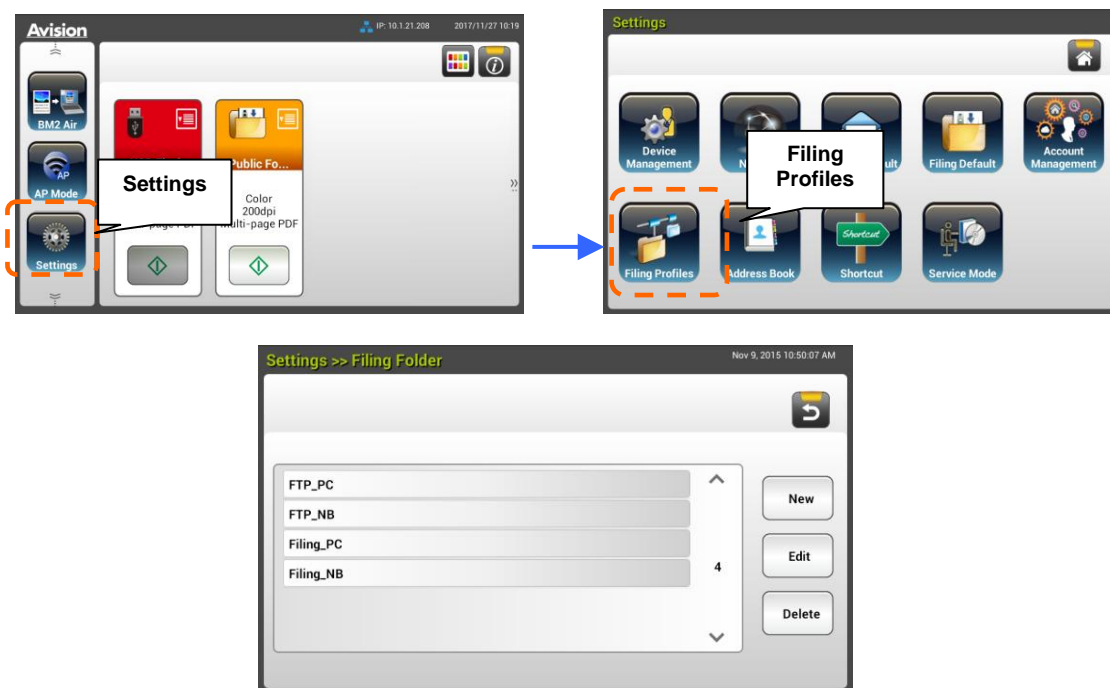 Avision
IP: 10.1.21.208 2017/11/27 10:19
BM2 Air
AP
AP Mode
Settings
Settings
Public Fo...
Color
200dpi
Multi-page PDF
Settings
Device
Management
Filing
Profiles
Filing Default
Account
Management
Filing Profiles
Address Book
Shortcut
Shortcut
Service Mode
Settings >> Filing Folder
Nov 9, 2015 10:50:07 AM
FTP_PC
FTP_NB
Filing_PC
Filing_NB
4
New
Edit
Delete